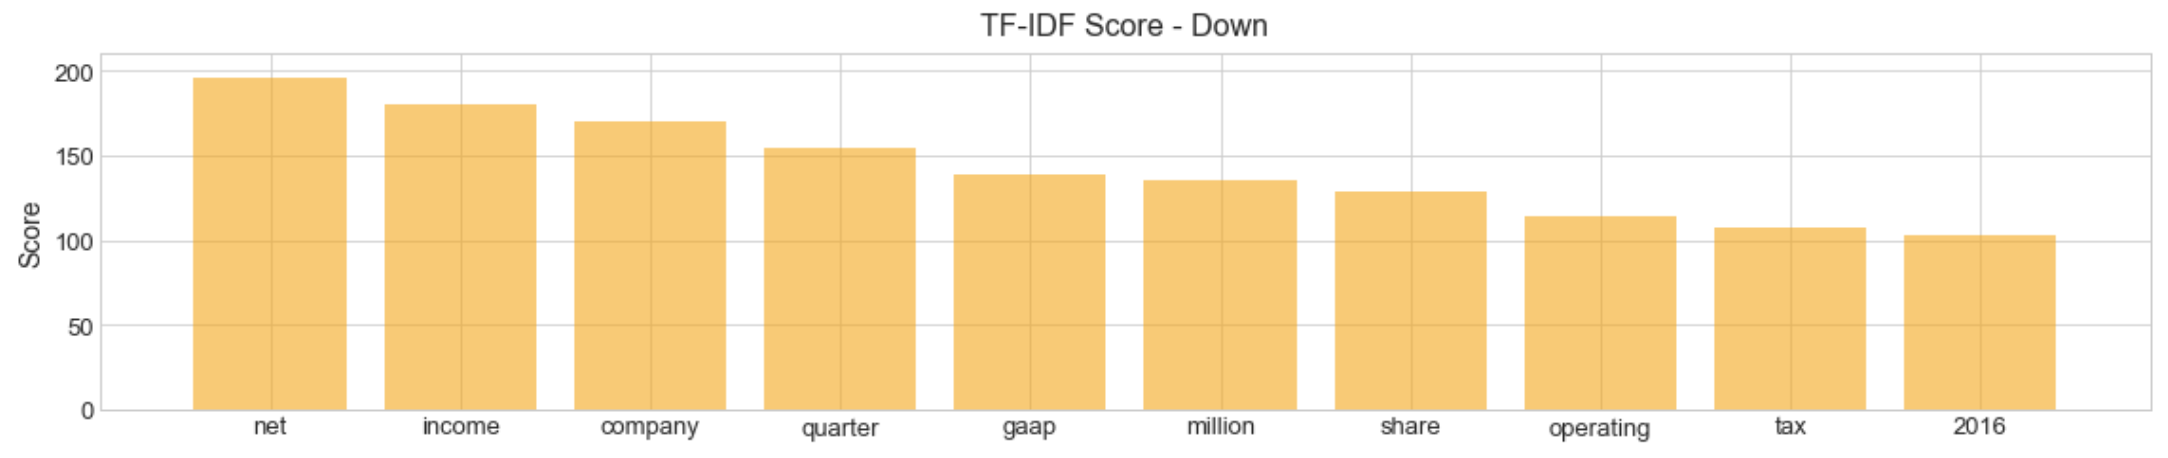 TF-IDF Score - Down
Score
200
150
100
50
0
net income company quarter gaap million share operating tax 2016